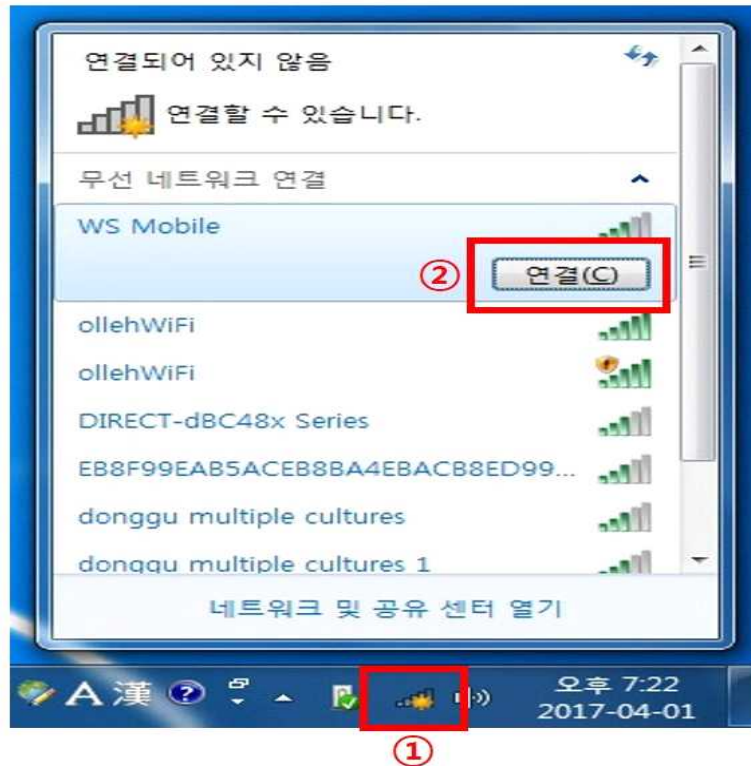 연결되어 있지 않음
연결할 수 있습니다.
무선 네트워크 연결
WS Mobile
② 연결(C)
ollehWiFi
ollehWiFi
DIRECT-dBC48x Series
EB8F99EAB5ACEB8BA4EBACB8ED99...
donggu multiple cultures
donggu multiple cultures 1
네트워크 및 공유 센터 열기
A 漢 오후 7:22
2017-04-01
①